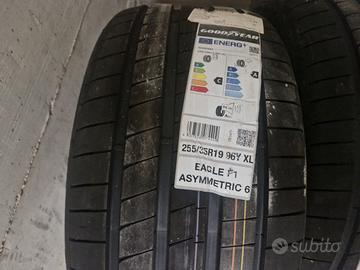 GOODYEAR
ENERG
C
A
255/35R19 96Y XL
EAGLE F1
ASYMMETRIC 6
subito